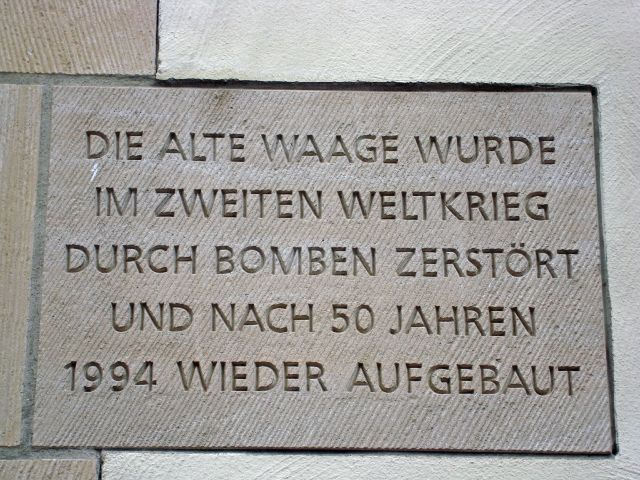 DIE ALTE WAAGE WURDE
IM ZWEITEN WELTKRIEG
DURCH BOMBEN ZERSTÖRT
UND NACH 50 JAHREN
1994 WIEDER AUFGEBAUT